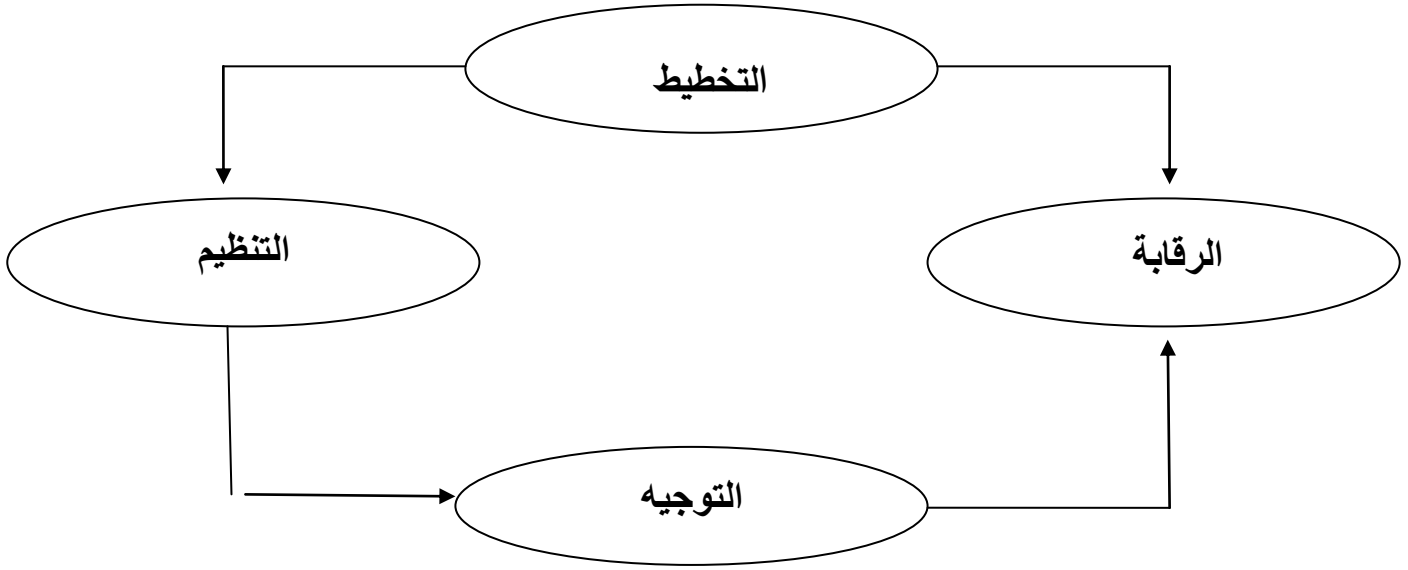 التخطيط
الرقابة
التنظيم
التوجيه